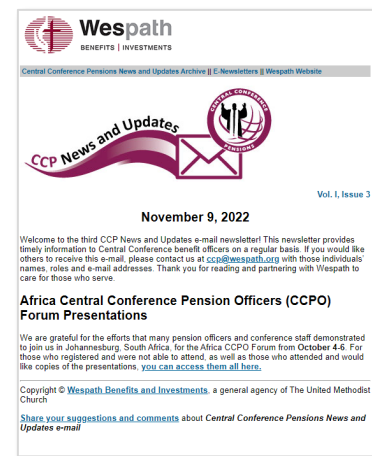 Wespath
BENEFITS | INVESTMENTS
Central Conference Pensions News and Updates Archive || E-Newsletters || Wespath Website
CCP News and Updates
CENTRAL CONFERENCE
PENSIONS
Vol. I, Issue 3
November 9, 2022
Welcome to the third CCP News and Updates e-mail newsletter! This newsletter provides
timely information to Central Conference benefit officers on a regular basis. If you would like
others to receive this e-mail, please contact us at ccp@wespath.org with those individuals'
names, roles and e-mail addresses. Thank you for reading and partnering with Wespath to
care for those who serve.
Africa Central Conference Pension Officers (CCPO)
Forum Presentations
We are grateful for the efforts that many pension officers and conference staff demonstrated
to join us in Johannesburg, South Africa, for the Africa CCPO Forum from October 4-6. For
those who registered and were not able to attend, as well as those who attended and would
like copies of the presentations, you can access them all here.
Copyright © Wespath Benefits and Investments, a general agency of The United Methodist
Church
Share your suggestions and comments about Central Conference Pensions News and
Updates e-mail